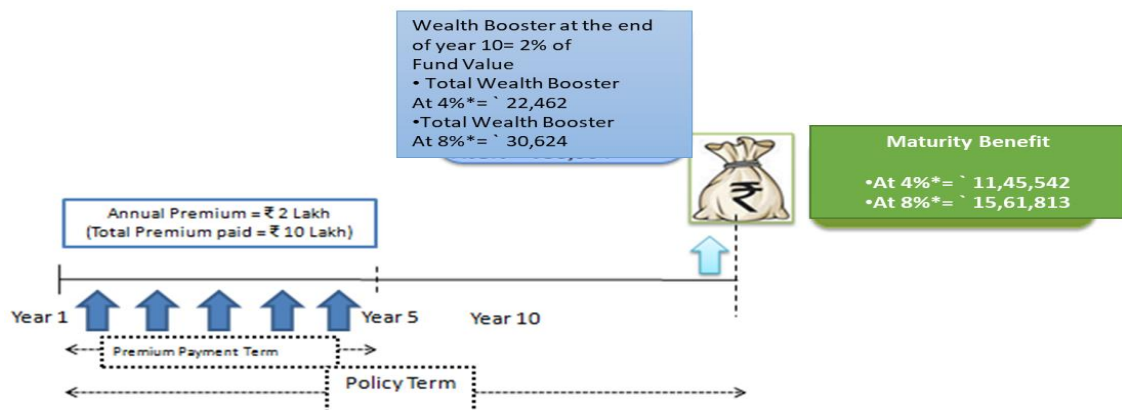 Wealth Booster at the end
of year 10= 2% of
Fund Value
• Total Wealth Booster
At 4%*= ` 22,462
•Total Wealth Booster
At 8%*= ` 30,624
Maturity Benefit
•At 4%*= ` 11,45,542
•At 8%*= ` 15,61,813
₹
Annual Premium = ₹ 2 Lakh
(Total Premium paid = ₹ 10 Lakh)
Year 1
Year 5
Year 10
Premium Payment Term
Policy Term